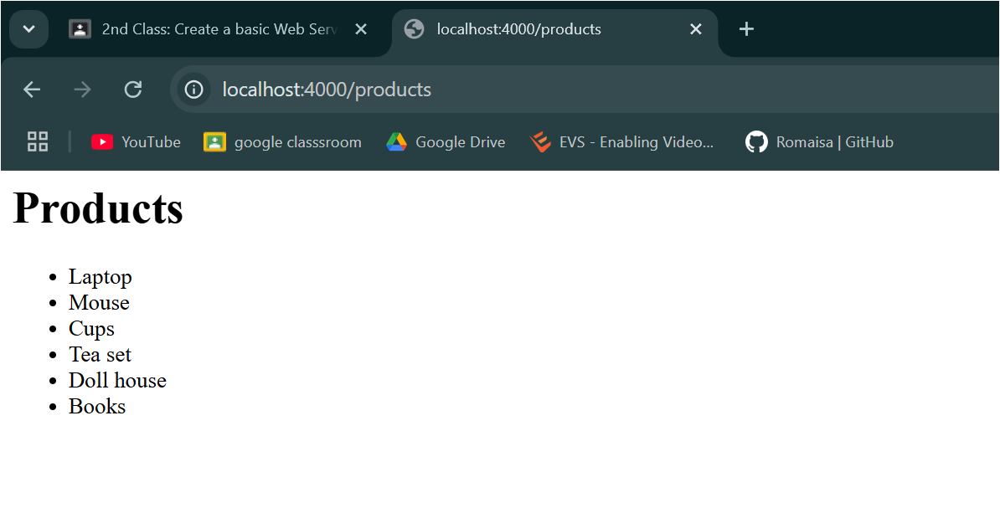 2nd Class: Create a basic Web Serv
localhost:4000/products
localhost:4000/products
YouTube google classsroom Google Drive EVS - Enabling Video... Romaisa | GitHub
Products
• Laptop
• Mouse
• Cups
• Tea set
• Doll house
• Books